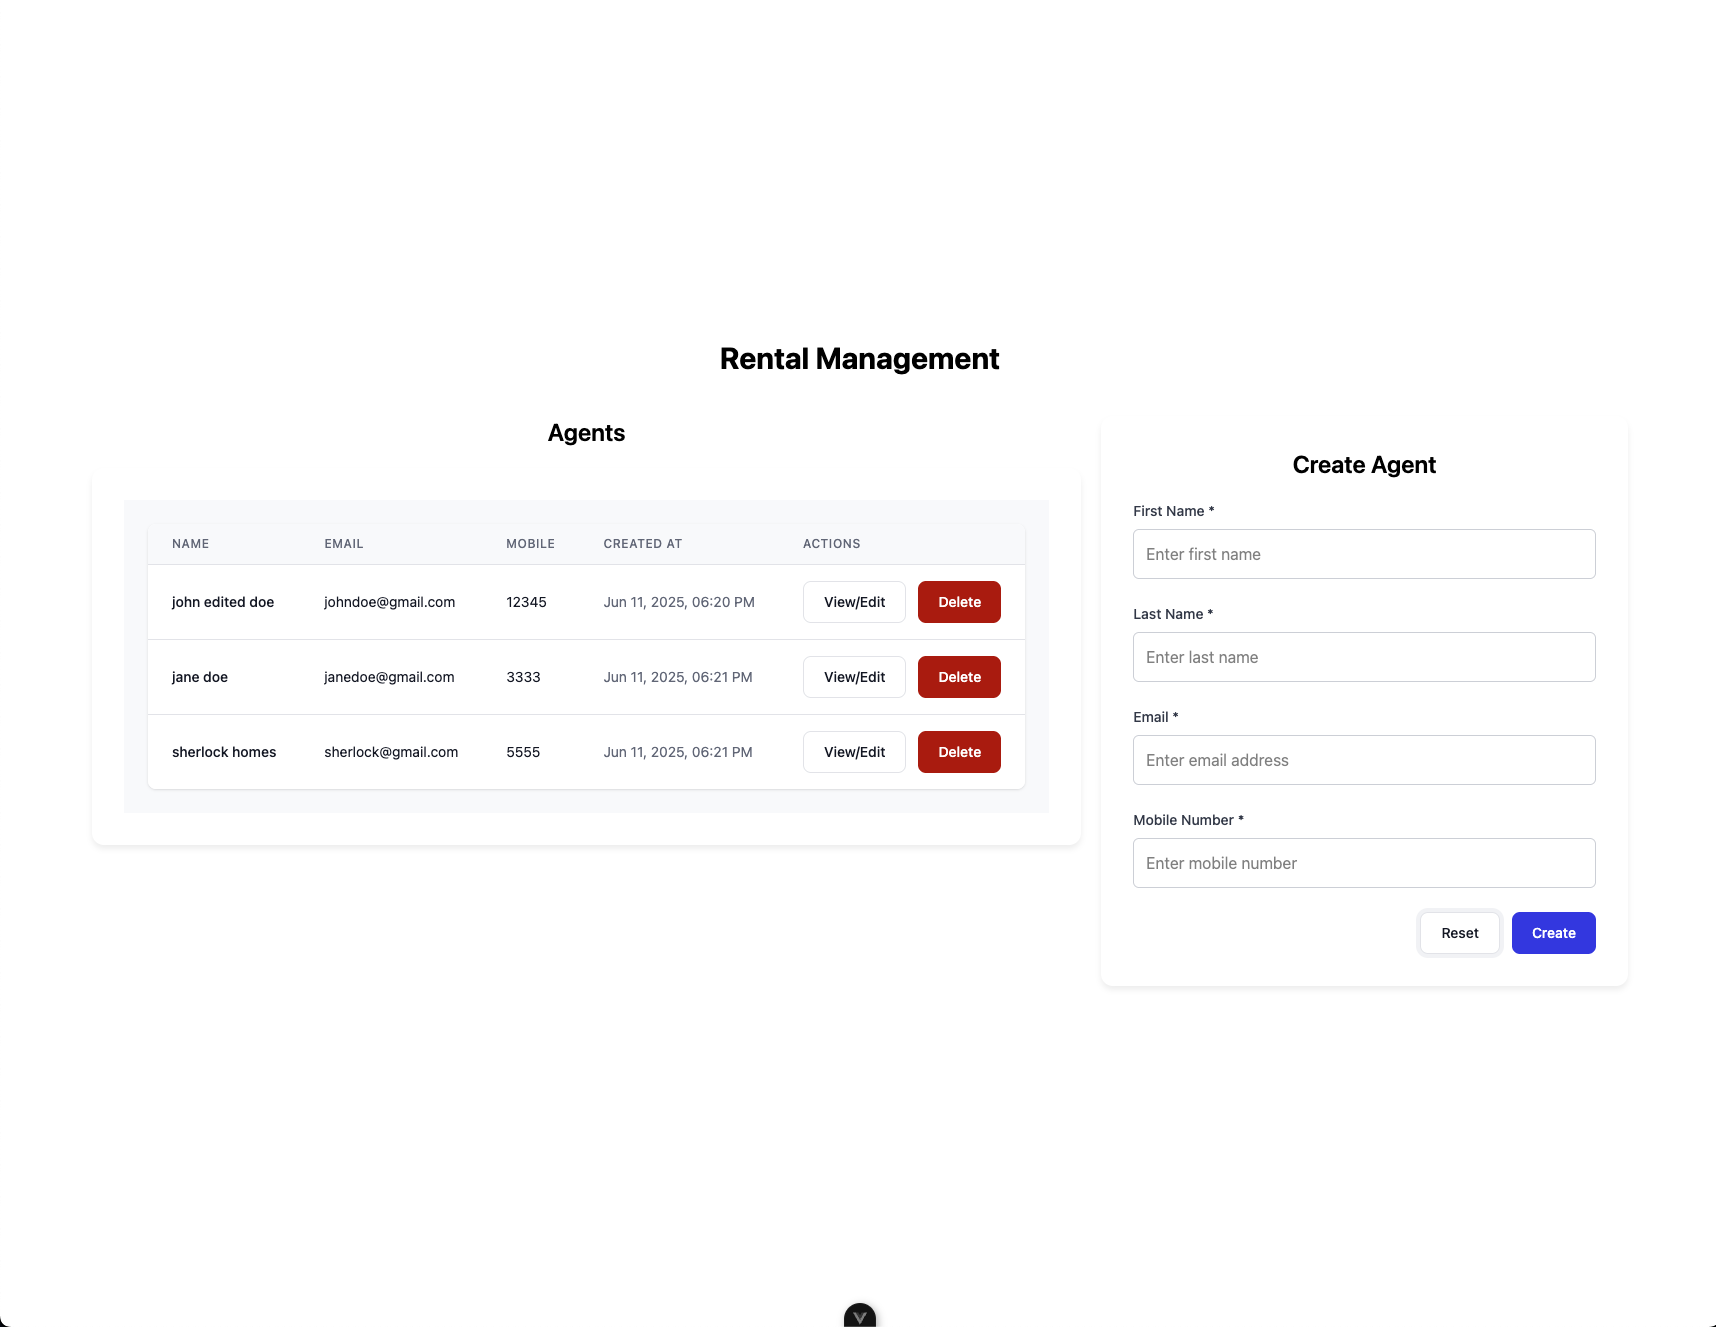 Rental Management
Agents
NAME EMAIL MOBILE CREATED AT ACTIONS
john edited doe johndoe@gmail.com 12345 Jun 11, 2025, 06:20 PM View/Edit Delete
jane doe janedoe@gmail.com 3333 Jun 11, 2025, 06:21 PM View/Edit Delete
sherlock homes sherlock@gmail.com 5555 Jun 11, 2025, 06:21 PM View/Edit Delete
Create Agent
First Name *
Enter first name
Last Name *
Enter last name
Email *
Enter email address
Mobile Number *
Enter mobile number
Reset Create